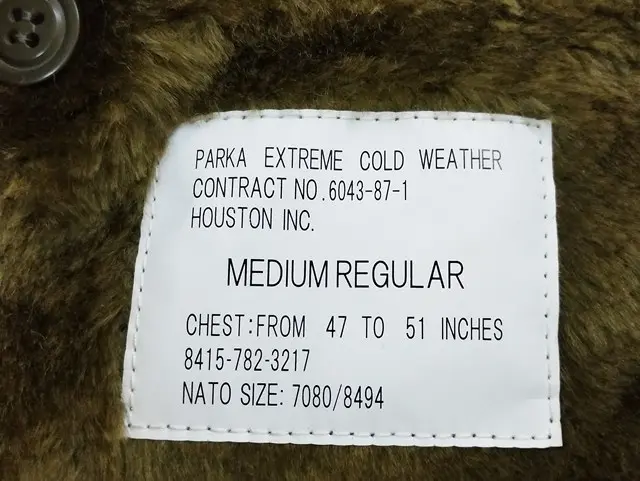 PARKA EXTREME COLD WEATHER
CONTRACT NO.6043-87-1
HOUSTON INC.
MEDIUM REGULAR
CHEST:FROM 47 TO 51 INCHES
8415-782-3217
NATO SIZE: 7080/8494